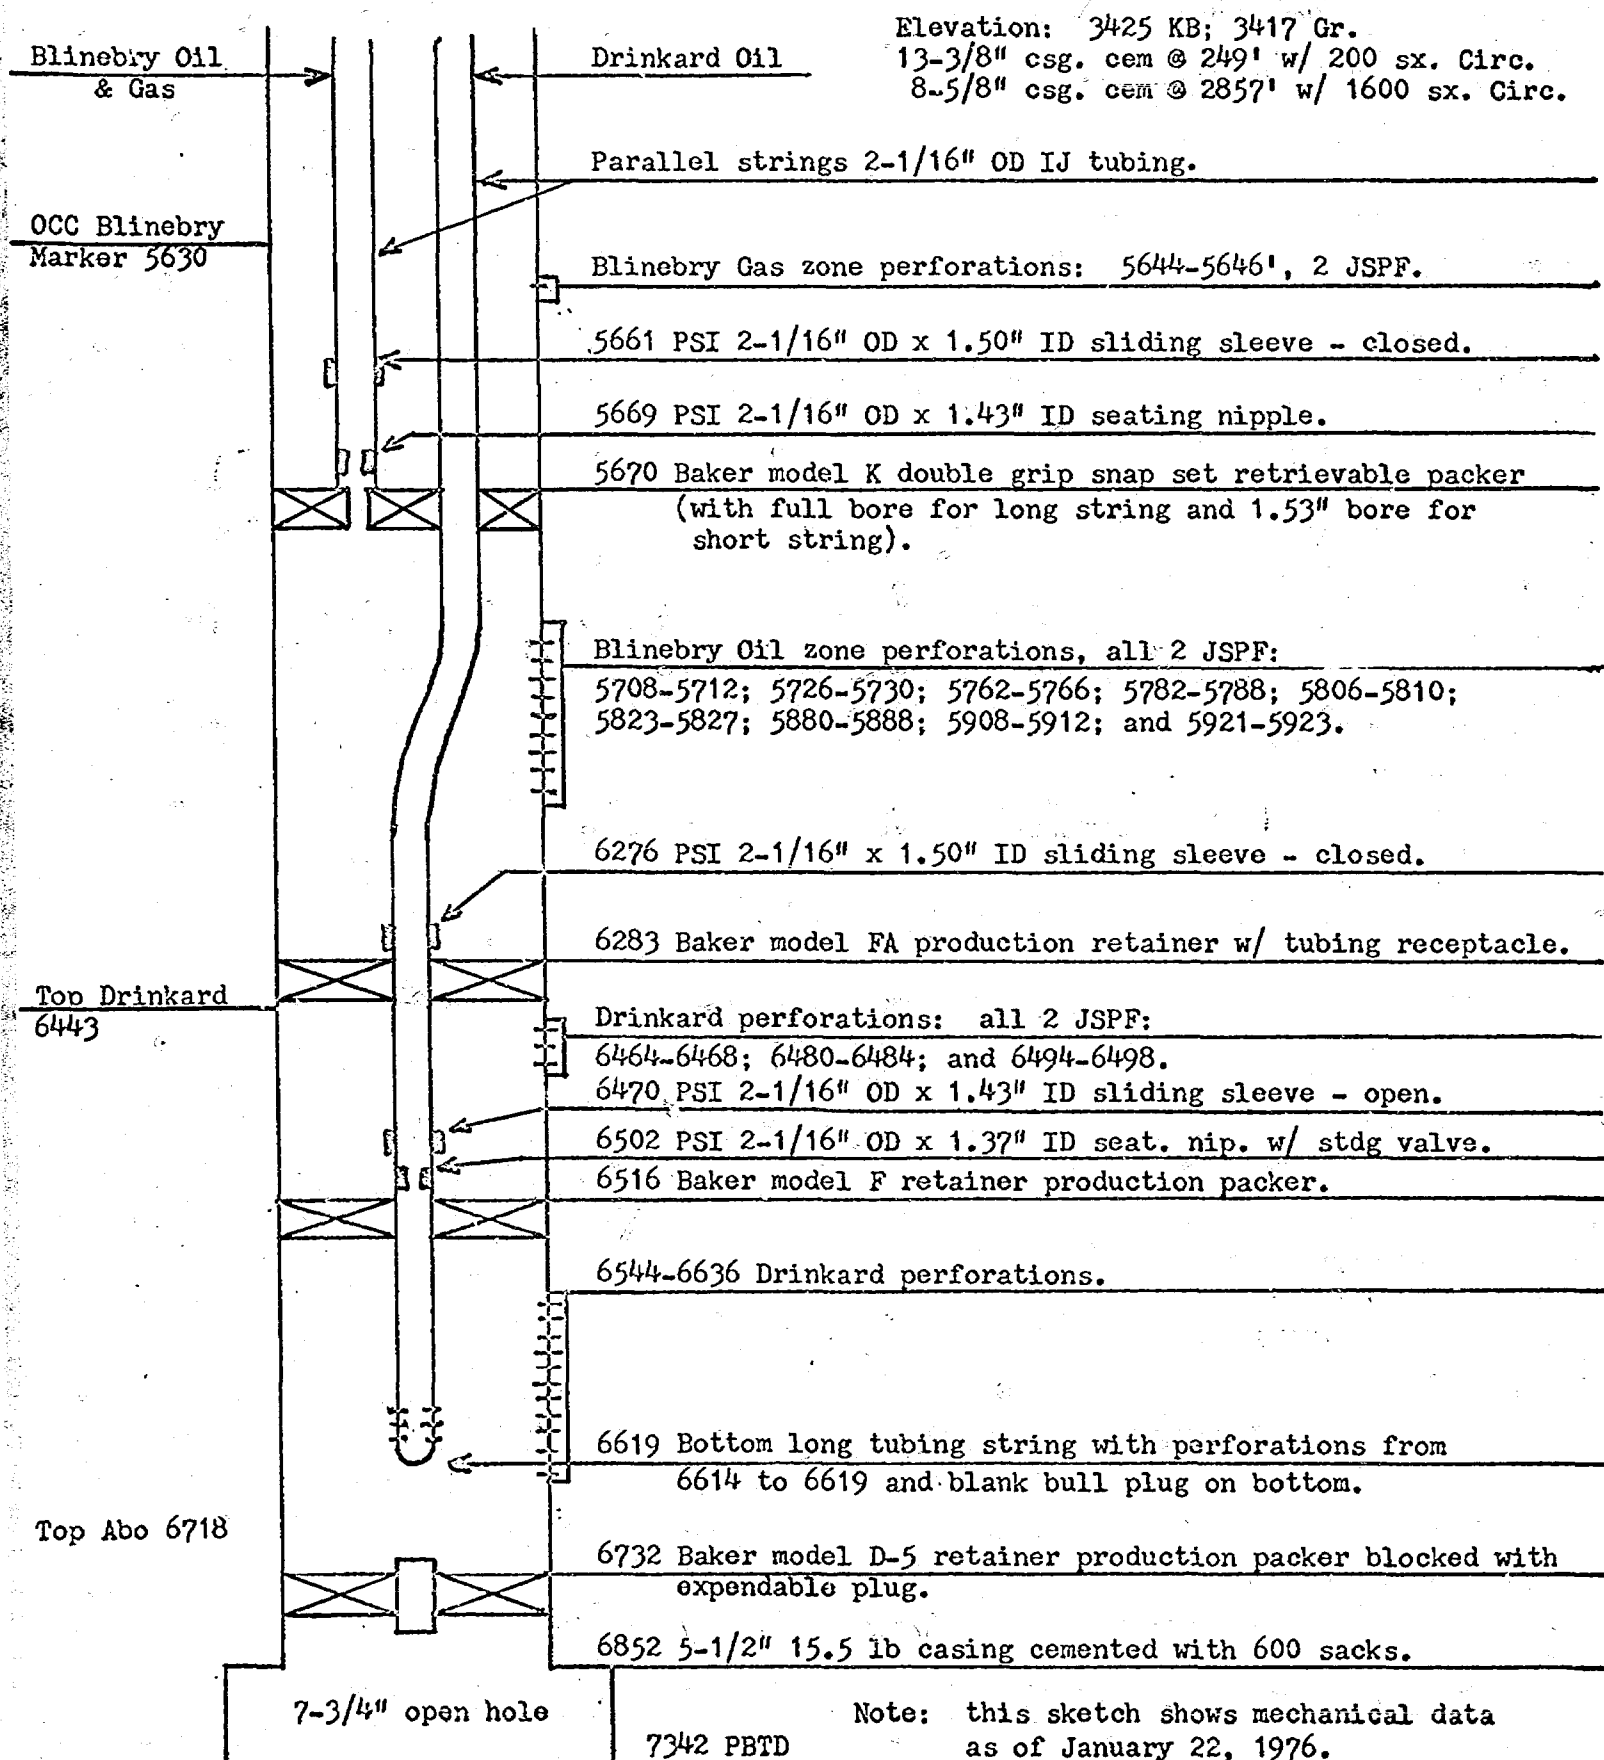 Elevation: 3425 KB; 3417 Gr.
13-3/8" csg. cem @ 249' w/ 200 sx. Circ.
8-5/8" csg. cem @ 2857' w/ 1600 sx. Circ.
Blinebry Oil
& Gas
Drinkard Oil
Parallel strings 2-1/16" OD IJ tubing.
OCC Blinebry
Marker 5630
Blinebry Gas zone perforations: 5644-5646', 2 JSPF.
5661 PSI 2-1/16" OD x 1.50" ID sliding sleeve - closed.
5669 PSI 2-1/16" OD x 1.43" ID seating nipple.
5670 Baker model K double grip snap set retrievable packer
(with full bore for long string and 1.53" bore for
short string).
Blinebry Oil zone perforations, all 2 JSPF:
5708-5712; 5726-5730; 5762-5766; 5782-5788; 5806-5810;
5823-5827; 5880-5888; 5908-5912; and 5921-5923.
6276 PSI 2-1/16" x 1.50" ID sliding sleeve - closed.
6283 Baker model FA production retainer w/ tubing receptacle.
Top Drinkard
6443
Drinkard perforations: all 2 JSPF:
6464-6468; 6480-6484; and 6494-6498.
6470 PSI 2-1/16" OD x 1.43" ID sliding sleeve - open.
6502 PSI 2-1/16" OD x 1.37" ID seat. nip. w/ stdg valve.
6516 Baker model F retainer production packer.
6544-6636 Drinkard perforations.
6619 Bottom long tubing string with perforations from
6614 to 6619 and blank bull plug on bottom.
Top Abo 6718
6732 Baker model D-5 retainer production packer blocked with
expendable plug.
6852 5-1/2" 15.5 lb casing cemented with 600 sacks.
7-3/4" open hole
7342 PBTD
Note: this sketch shows mechanical data
as of January 22, 1976.